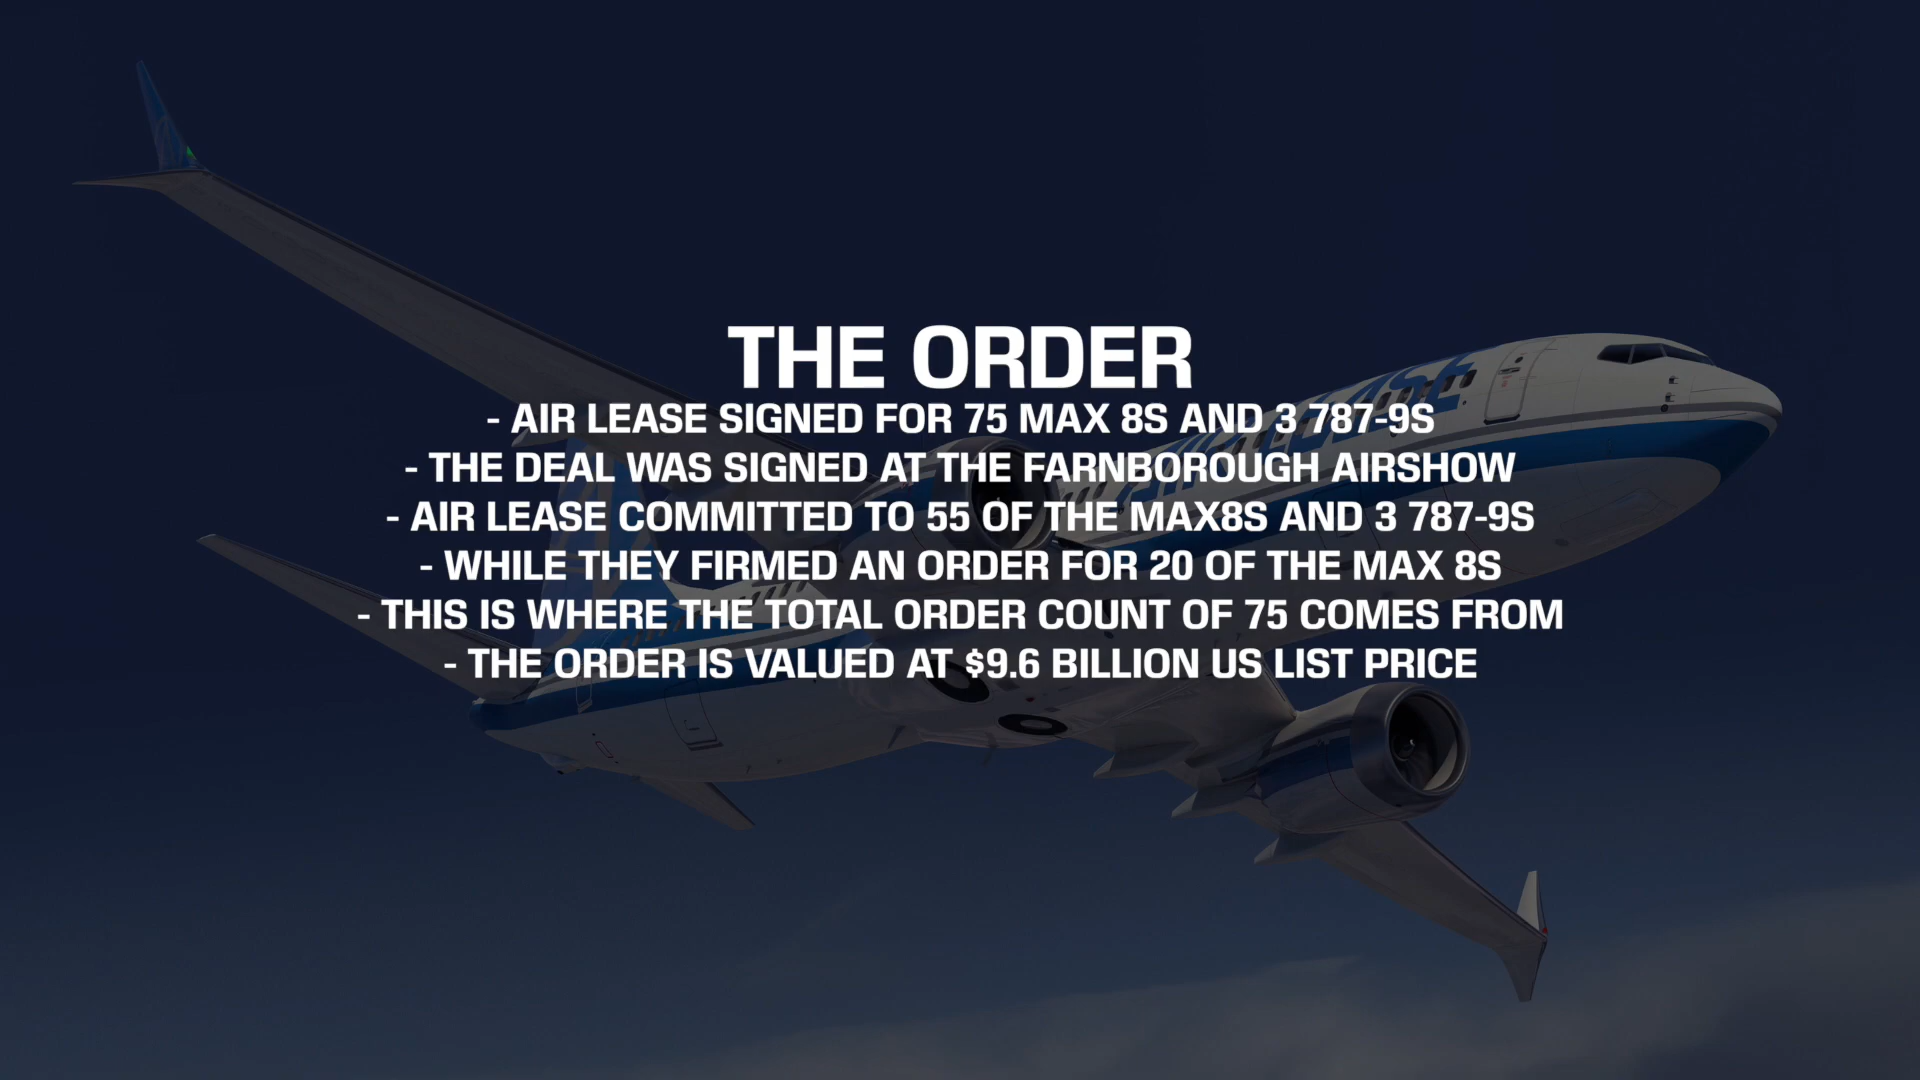 THE ORDER
- AIR LEASE SIGNED FOR 75 MAX 8S AND 3 787-9S
- THE DEAL WAS SIGNED AT THE FARNBOROUGH AIRSHOW
- AIR LEASE COMMITTED TO 55 OF THE MAX8S AND 3 787-9S
- WHILE THEY FIRMED AN ORDER FOR 20 OF THE MAX 8S
- THIS IS WHERE THE TOTAL ORDER COUNT OF 75 COMES FROM
- THE ORDER IS VALUED AT $9.6 BILLION US LIST PRICE